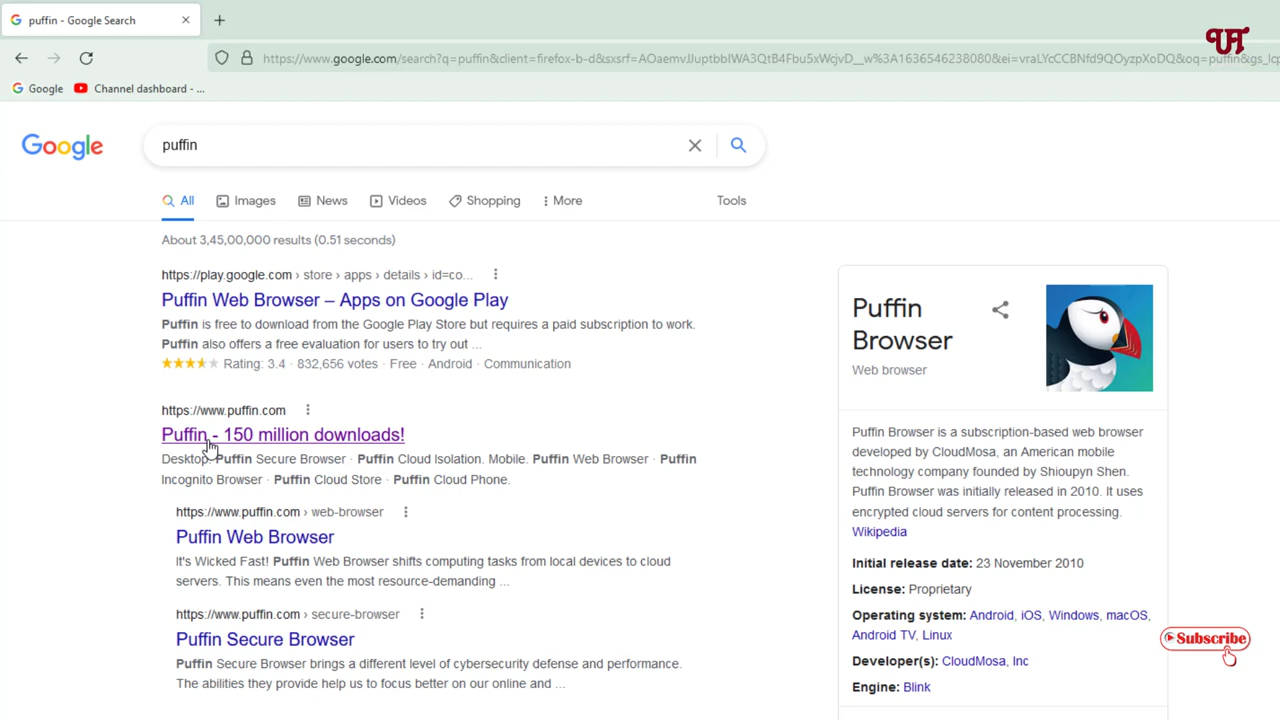 puffin - Google Search
https://www.google.com/search?q=puffin&client=firefox-b-d&sxsrf=AOaemvJJuptbbIWA3QtB4Fbu5xWcjvD__w%3A1636546238080&ei=vraLYcCCBNfd9QOyzpXoDQ&oq=puffin&gs_lcp
Google
Channel dashboard - ...
UT
Google
puffin
All
Images
News
Videos
Shopping
More
Tools
About 3,45,00,000 results (0.51 seconds)
https://play.google.com › store › apps › details › id=co...
Puffin Web Browser – Apps on Google Play
Puffin is free to download from the Google Play Store but requires a paid subscription to work.
Puffin also offers a free evaluation for users to try out ...
Rating: 3.4 · 832,656 votes · Free · Android · Communication
https://www.puffin.com
Puffin - 150 million downloads!
Desktop. Puffin Secure Browser · Puffin Cloud Isolation. Mobile. Puffin Web Browser · Puffin
Incognito Browser · Puffin Cloud Store · Puffin Cloud Phone.
https://www.puffin.com › web-browser
Puffin Web Browser
It's Wicked Fast! Puffin Web Browser shifts computing tasks from local devices to cloud
servers. This means even the most resource-demanding ...
https://www.puffin.com › secure-browser
Puffin Secure Browser
Puffin Secure Browser brings a different level of cybersecurity defense and performance.
The abilities they provide help us to focus better on our online and ...
Puffin
Browser
Web browser
Puffin Browser is a subscription-based web browser
developed by CloudMosa, an American mobile
technology company founded by Shioupyn Shen.
Puffin Browser was initially released in 2010. It uses
encrypted cloud servers for content processing.
Wikipedia
Initial release date: 23 November 2010
License: Proprietary
Operating system: Android, iOS, Windows, macOS,
Android TV, Linux
Developer(s): CloudMosa, Inc
Engine: Blink
Subscribe